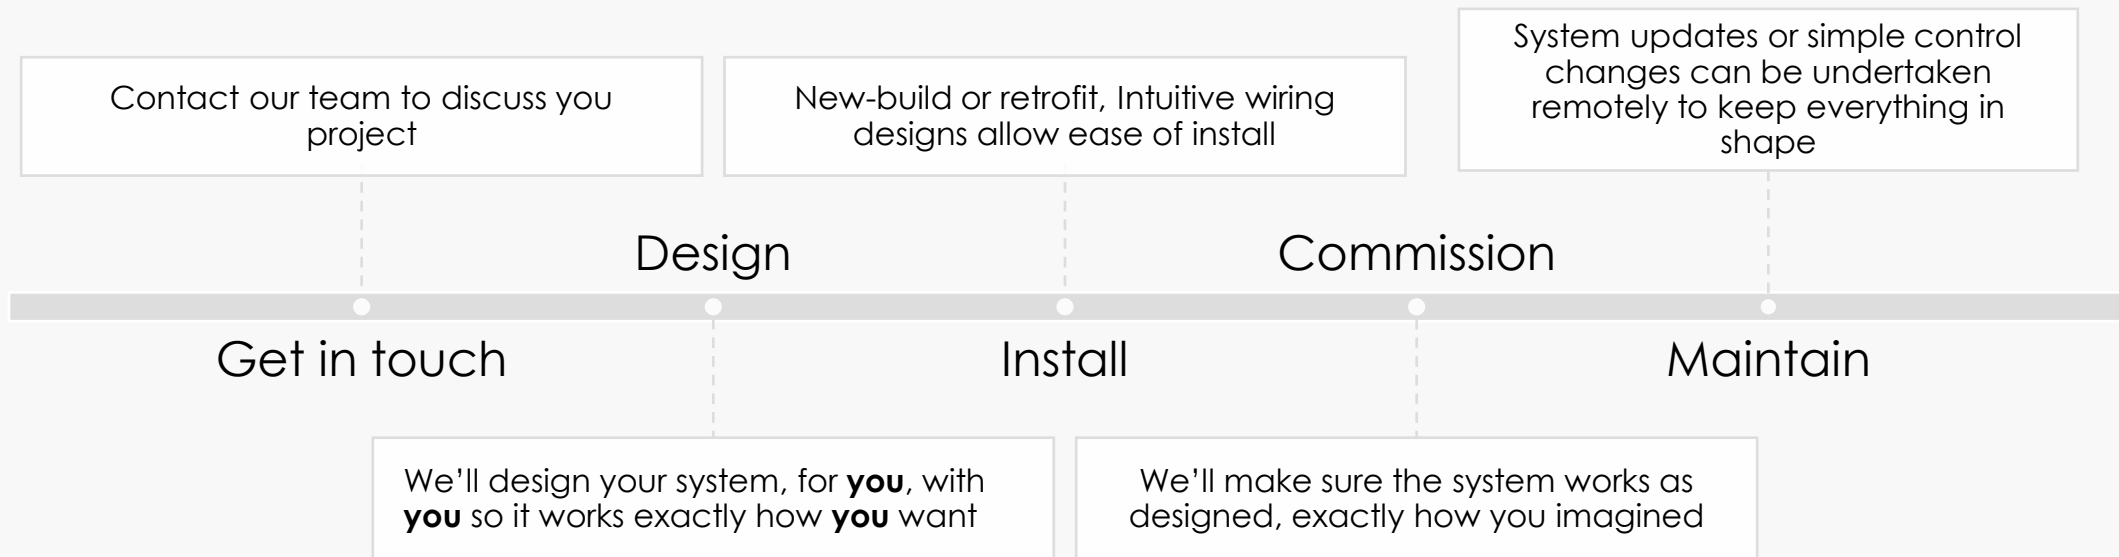 Contact our team to discuss you
project
New-build or retrofit, Intuitive wiring
designs allow ease of install
System updates or simple control
changes can be undertaken
remotely to keep everything in
shape
Design
Commission
Get in touch
Install
Maintain
We’ll design your system, for you, with
you so it works exactly how you want
We’ll make sure the system works as
designed, exactly how you imagined